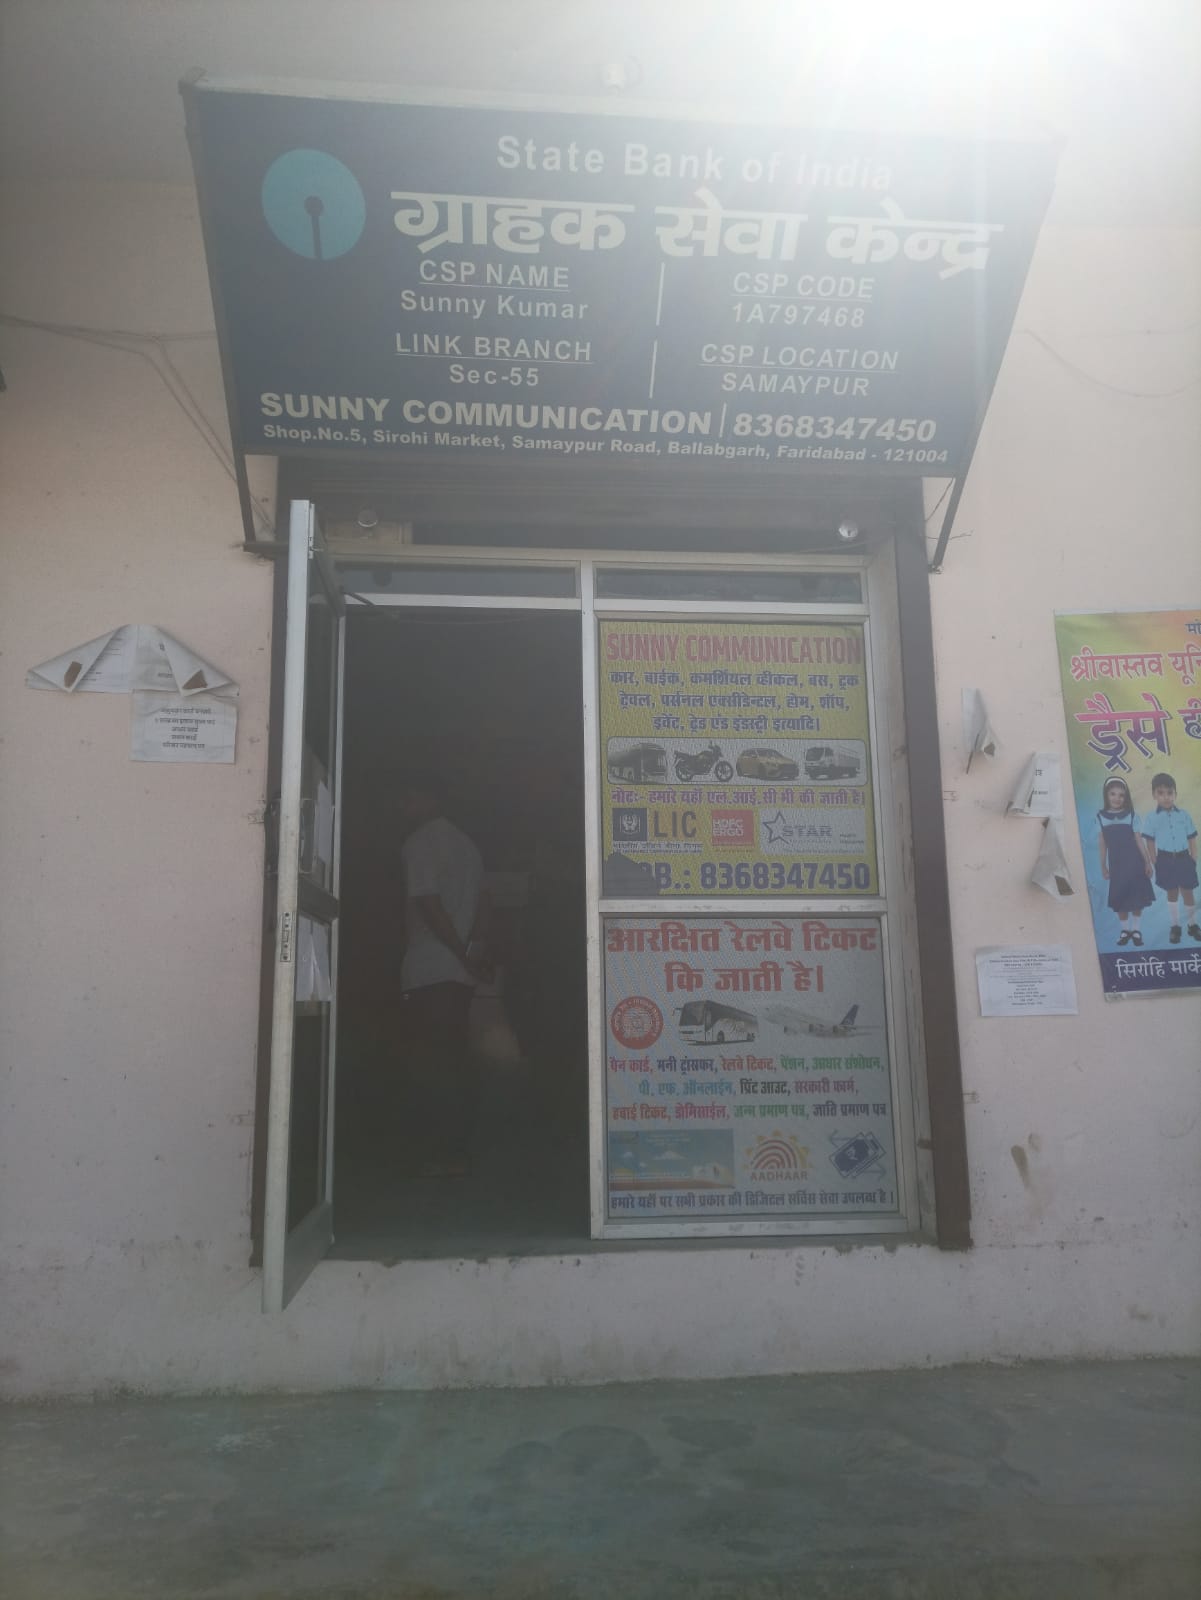 State Bank of India
ग्राहक सेवा केन्द्र
CSP NAME
Sunny Kumar
CSP CODE
1A797468
LINK BRANCH
Sec-55
CSP LOCATION
SAMAYPUR
SUNNY COMMUNICATION | 8368347450
Shop.No.5, Sirohi Market, Samaypur Road, Ballabgarh, Faridabad - 121004
SUNNY COMMUNICATION
कार, बाईक, कमर्शियल व्हीकल, बस, ट्रक
ट्रेवल, पर्सनल एक्सीडेन्टल, होम, शॉप,
इवेंट, ट्रेड एंड इंडस्ट्री इत्यादि।
नोट:- हमारे यहाँ एल.आई.सी भी की जाती है।
LIC
HDFC
ERGO
STAR
B.: 8368347450
आरक्षित रेलवे टिकट
कि जाती है।
पैन कार्ड, मनी ट्रांसफर, रेलवे टिकट, पेंशन, आधार संशोधन,
पी. एफ. ऑनलाईन, प्रिंट आउट, सरकारी फार्म,
हवाई टिकट, डोमिसाईल, जन्म प्रमाण पत्र, जाति प्रमाण पत्र
AADHAAR
हमारे यहाँ पर सभी प्रकार की डिजिटल सर्विस सेवा उपलब्ध है।
मां
श्रीवास्तव यूनि
ड्रैसे ही
सिरोहि मार्के